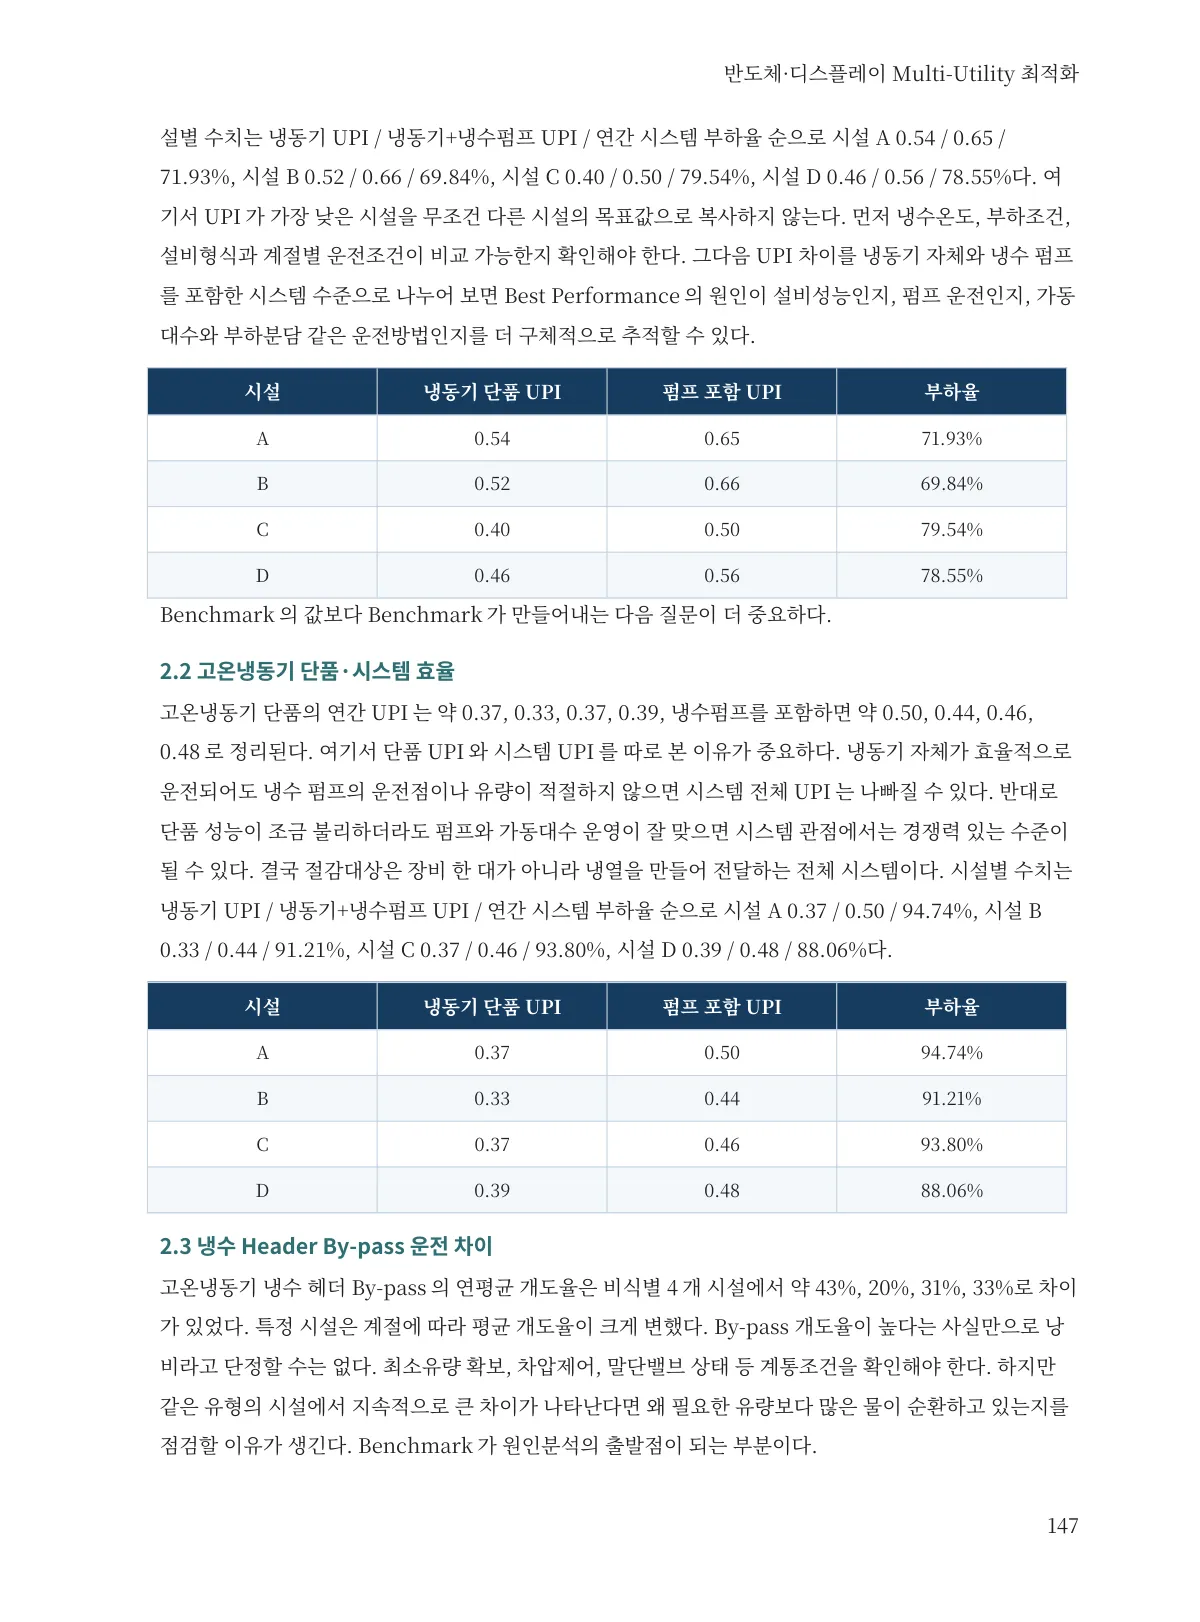 반도체·디스플레이 Multi-Utility 최적화
설별 수치는 냉동기 UPI / 냉동기+냉수펌프 UPI / 연간 시스템 부하율 순으로 시설 A 0.54 / 0.65 /
71.93%, 시설 B 0.52 / 0.66 / 69.84%, 시설 C 0.40 / 0.50 / 79.54%, 시설 D 0.46 / 0.56 / 78.55%다. 여
기서 UPI 가 가장 낮은 시설을 무조건 다른 시설의 목표값으로 복사하지 않는다. 먼저 냉수온도, 부하조건,
설비형식과 계절별 운전조건이 비교 가능한지 확인해야 한다. 그다음 UPI 차이를 냉동기 자체와 냉수 펌프
를 포함한 시스템 수준으로 나누어 보면 Best Performance 의 원인이 설비성능인지, 펌프 운전인지, 가동
대수와 부하분담 같은 운전방법인지를 더 구체적으로 추적할 수 있다.
시설 냉동기 단품 UPI 펌프 포함 UPI 부하율
A 0.54 0.65 71.93%
B 0.52 0.66 69.84%
C 0.40 0.50 79.54%
D 0.46 0.56 78.55%
Benchmark 의 값보다 Benchmark 가 만들어내는 다음 질문이 더 중요하다.
2.2 고온냉동기 단품·시스템 효율
고온냉동기 단품의 연간 UPI 는 약 0.37, 0.33, 0.37, 0.39, 냉수펌프를 포함하면 약 0.50, 0.44, 0.46,
0.48 로 정리된다. 여기서 단품 UPI 와 시스템 UPI 를 따로 본 이유가 중요하다. 냉동기 자체가 효율적으로
운전되어도 냉수 펌프의 운전점이나 유량이 적절하지 않으면 시스템 전체 UPI 는 나빠질 수 있다. 반대로
단품 성능이 조금 불리하더라도 펌프와 가동대수 운영이 잘 맞으면 시스템 관점에서는 경쟁력 있는 수준이
될 수 있다. 결국 절감대상은 장비 한 대가 아니라 냉열을 만들어 전달하는 전체 시스템이다. 시설별 수치는
냉동기 UPI / 냉동기+냉수펌프 UPI / 연간 시스템 부하율 순으로 시설 A 0.37 / 0.50 / 94.74%, 시설 B
0.33 / 0.44 / 91.21%, 시설 C 0.37 / 0.46 / 93.80%, 시설 D 0.39 / 0.48 / 88.06%다.
시설 냉동기 단품 UPI 펌프 포함 UPI 부하율
A 0.37 0.50 94.74%
B 0.33 0.44 91.21%
C 0.37 0.46 93.80%
D 0.39 0.48 88.06%
2.3 냉수 Header By-pass 운전 차이
고온냉동기 냉수 헤더 By-pass 의 연평균 개도율은 비식별 4 개 시설에서 약 43%, 20%, 31%, 33%로 차이
가 있었다. 특정 시설은 계절에 따라 평균 개도율이 크게 변했다. By-pass 개도율이 높다는 사실만으로 낭
비라고 단정할 수는 없다. 최소유량 확보, 차압제어, 말단밸브 상태 등 계통조건을 확인해야 한다. 하지만
같은 유형의 시설에서 지속적으로 큰 차이가 나타난다면 왜 필요한 유량보다 많은 물이 순환하고 있는지를
점검할 이유가 생긴다. Benchmark 가 원인분석의 출발점이 되는 부분이다.
147